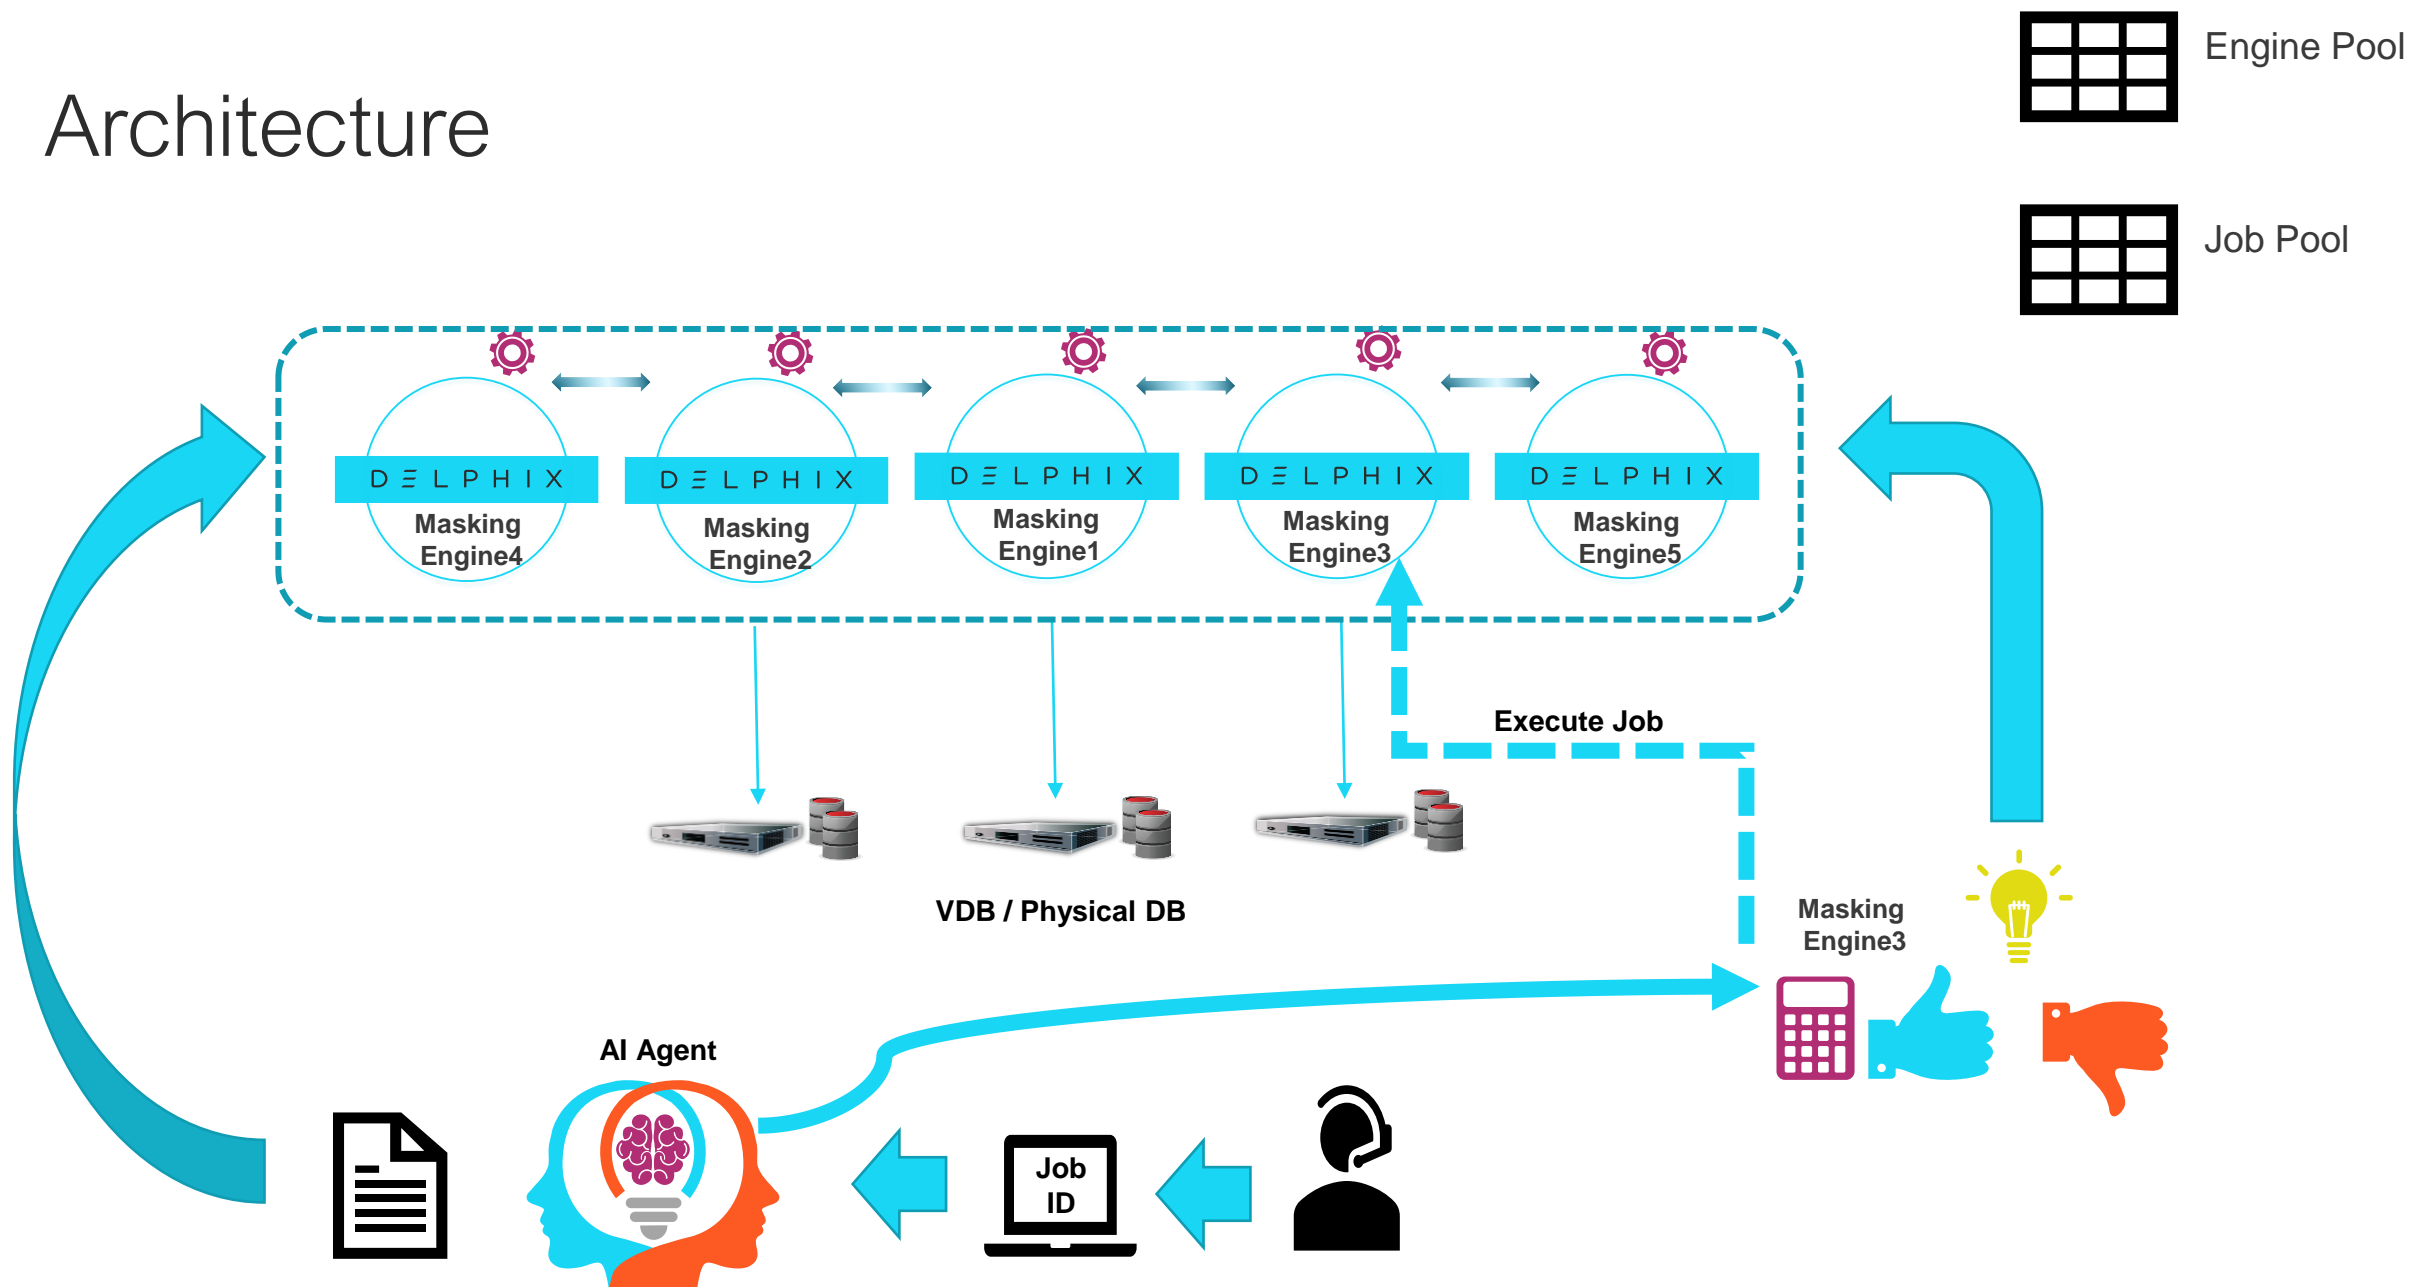 Engine Pool
Architecture
Job Pool
DELPHIX
Masking
Engine4
DELPHIX
Masking
Engine2
DELPHIX
Masking
Engine1
DELPHIX
Masking
Engine3
DELPHIX
Masking
Engine5
Execute Job
VDB / Physical DB
Masking
Engine3
AI Agent
Job
ID